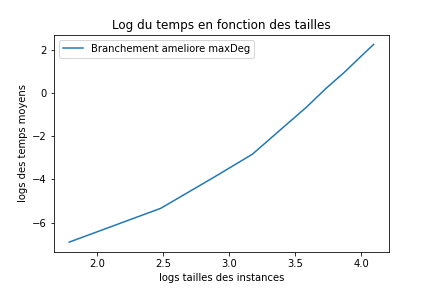 Log du temps en fonction des tailles
Branchement ameliore maxDeg
logs des temps moyens
2
0
−2
−4
−6
2.0 2.5 3.0 3.5 4.0
logs tailles des instances